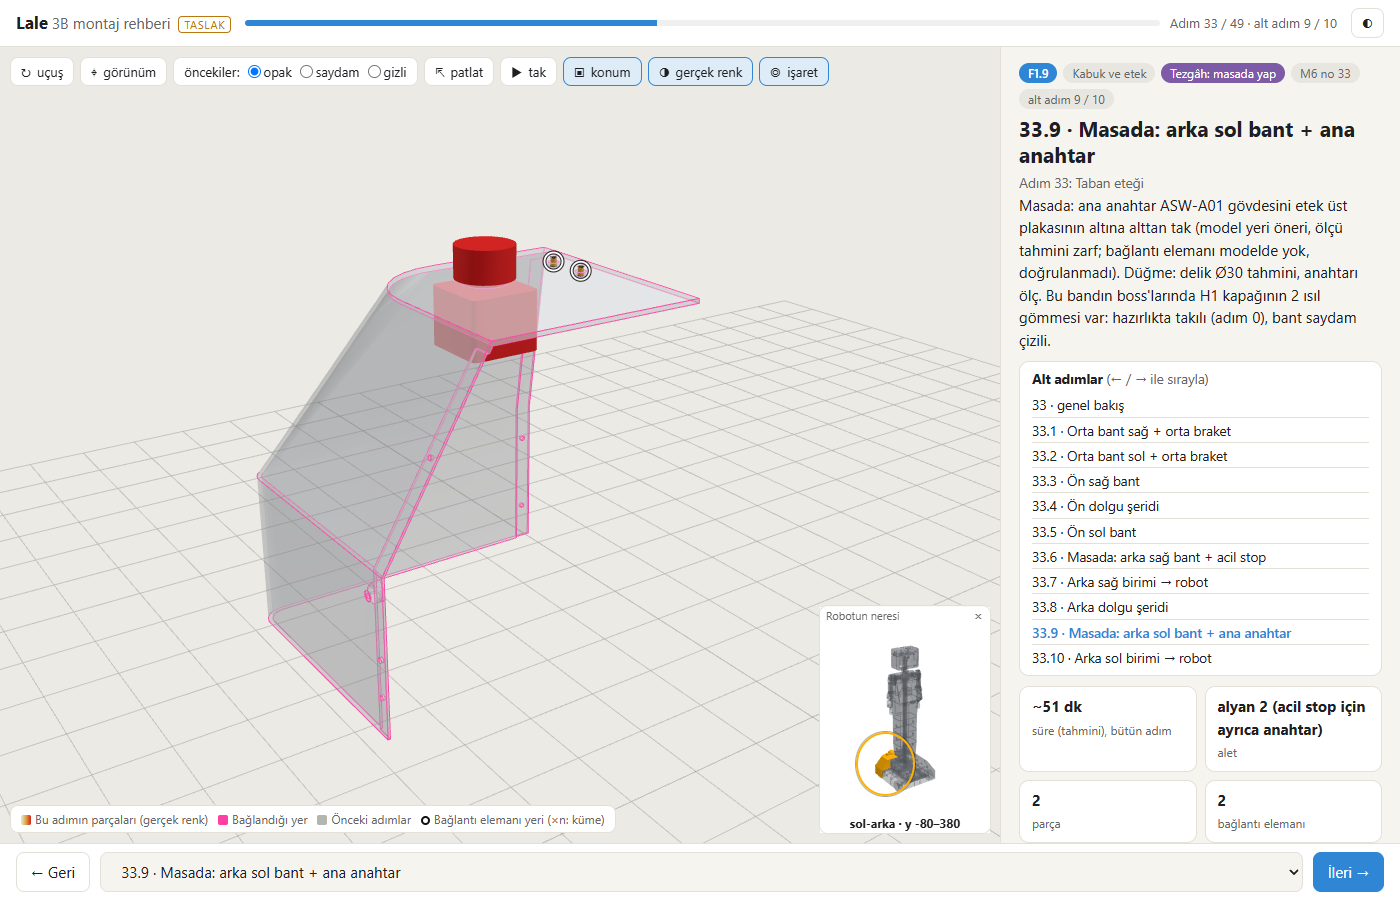 Lale 3B montaj rehberi TASLAK
Adım 33 / 49 · alt adım 9 / 10
↻ uçuş
⌖ görünüm
öncekiler: opak saydam gizli
⇱ patlat
▶ tak
▣ konum
◑ gerçek renk
◎ işaret
F1.9 Kabuk ve etek Tezgâh: masada yap M6 no 33
alt adım 9 / 10
33.9 · Masada: arka sol bant + ana
anahtar
Adım 33: Taban eteği
Masada: ana anahtar ASW-A01 gövdesini etek üst
plakasının altına alttan tak (model yeri öneri, ölçü
tahmini zarf; bağlantı elemanı modelde yok,
doğrulanmadı). Düğme: delik Ø30 tahmini, anahtarı
ölç. Bu bandın boss'larında H1 kapağının 2 ısıl
gömmesi var: hazırlıkta takılı (adım 0), bant saydam
çizili.
Alt adımlar (← / → ile sırayla)
33 · genel bakış
33.1 · Orta bant sağ + orta braket
33.2 · Orta bant sol + orta braket
33.3 · Ön sağ bant
33.4 · Ön dolgu şeridi
33.5 · Ön sol bant
33.6 · Masada: arka sağ bant + acil stop
33.7 · Arka sağ birimi → robot
33.8 · Arka dolgu şeridi
33.9 · Masada: arka sol bant + ana anahtar
33.10 · Arka sol birimi → robot
~51 dk
süre (tahmini), bütün adım
alyan 2 (acil stop için
ayrıca anahtar)
alet
2
parça
2
bağlantı elemanı
Robotun neresi ×
sol-arka · y -80–380
Bu adımın parçaları (gerçek renk) Bağlandığı yer Önceki adımlar Bağlantı elemanı yeri (×n: küme)
← Geri
33.9 · Masada: arka sol bant + ana anahtar
İleri →